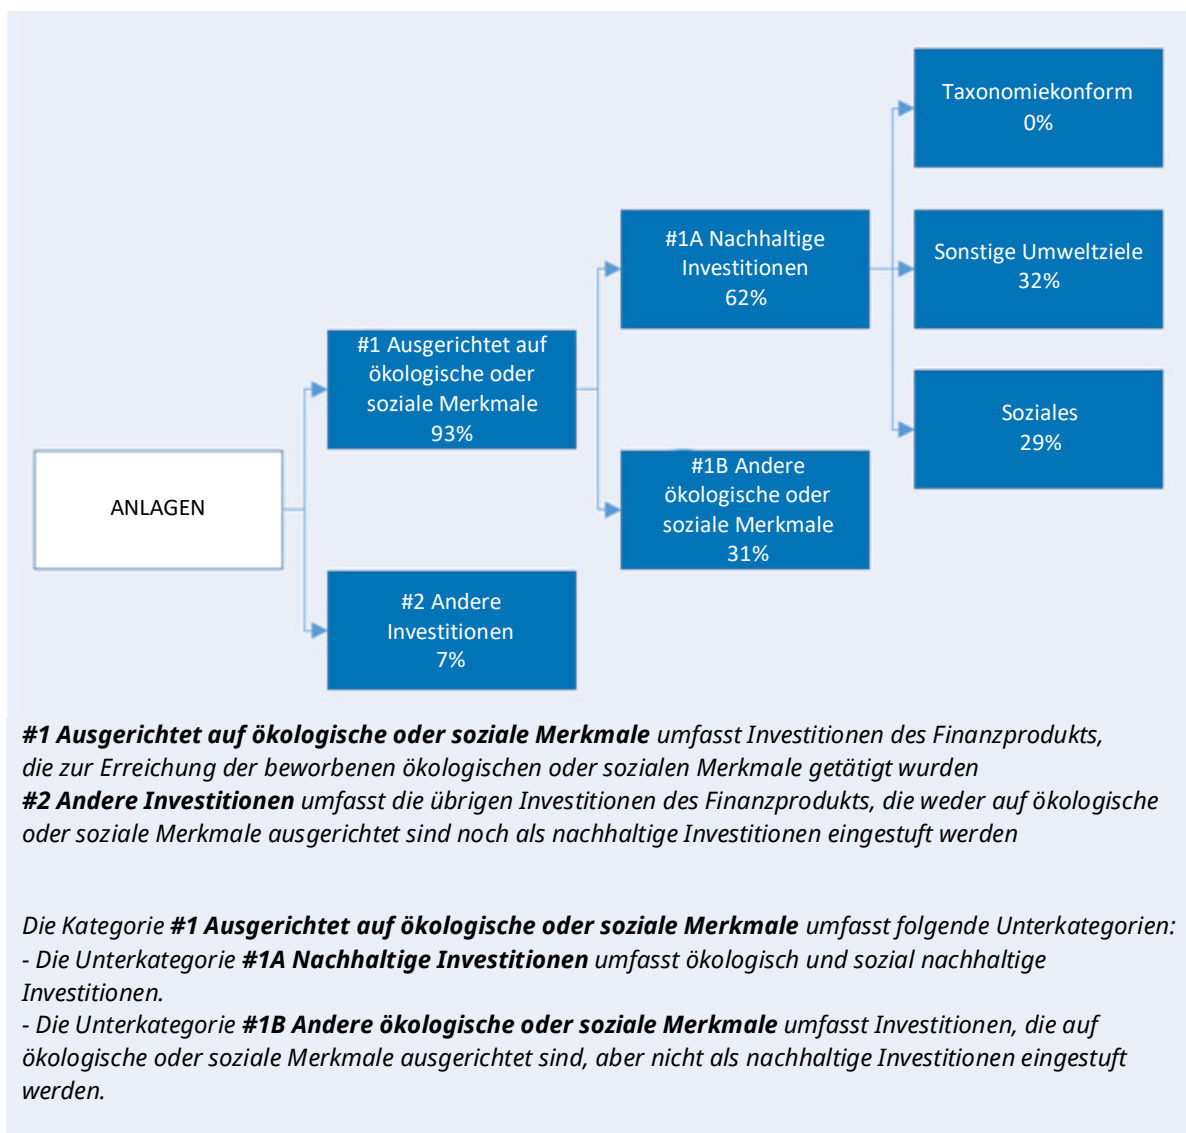 Taxonomiekonform
0%
#1A Nachhaltige
Investitionen
62%
Sonstige Umweltziele
32%
#1 Ausgerichtet auf
ökologische oder
soziale Merkmale
93%
Soziales
29%
ANLAGEN
#1B Andere
ökologische oder
soziale Merkmale
31%
#2 Andere
Investitionen
7%
#1 Ausgerichtet auf ökologische oder soziale Merkmale umfasst Investitionen des Finanzprodukts,
die zur Erreichung der beworbenen ökologischen oder sozialen Merkmale getätigt wurden
#2 Andere Investitionen umfasst die übrigen Investitionen des Finanzprodukts, die weder auf ökologische
oder soziale Merkmale ausgerichtet sind noch als nachhaltige Investitionen eingestuft werden
Die Kategorie #1 Ausgerichtet auf ökologische oder soziale Merkmale umfasst folgende Unterkategorien:
- Die Unterkategorie #1A Nachhaltige Investitionen umfasst ökologisch und sozial nachhaltige
Investitionen.
- Die Unterkategorie #1B Andere ökologische oder soziale Merkmale umfasst Investitionen, die auf
ökologische oder soziale Merkmale ausgerichtet sind, aber nicht als nachhaltige Investitionen eingestuft
werden.